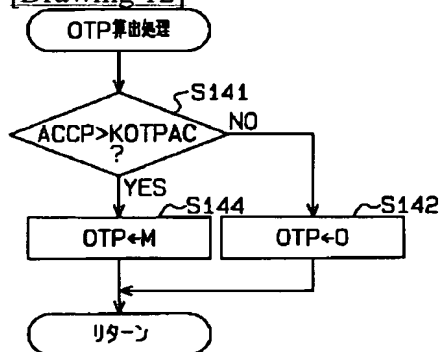 [Drawing 12]
OTP算出処理
S141
ACCP>KOTPAC
?
NO
YES
S144
S142
OTP←M
OTP←0
リターン